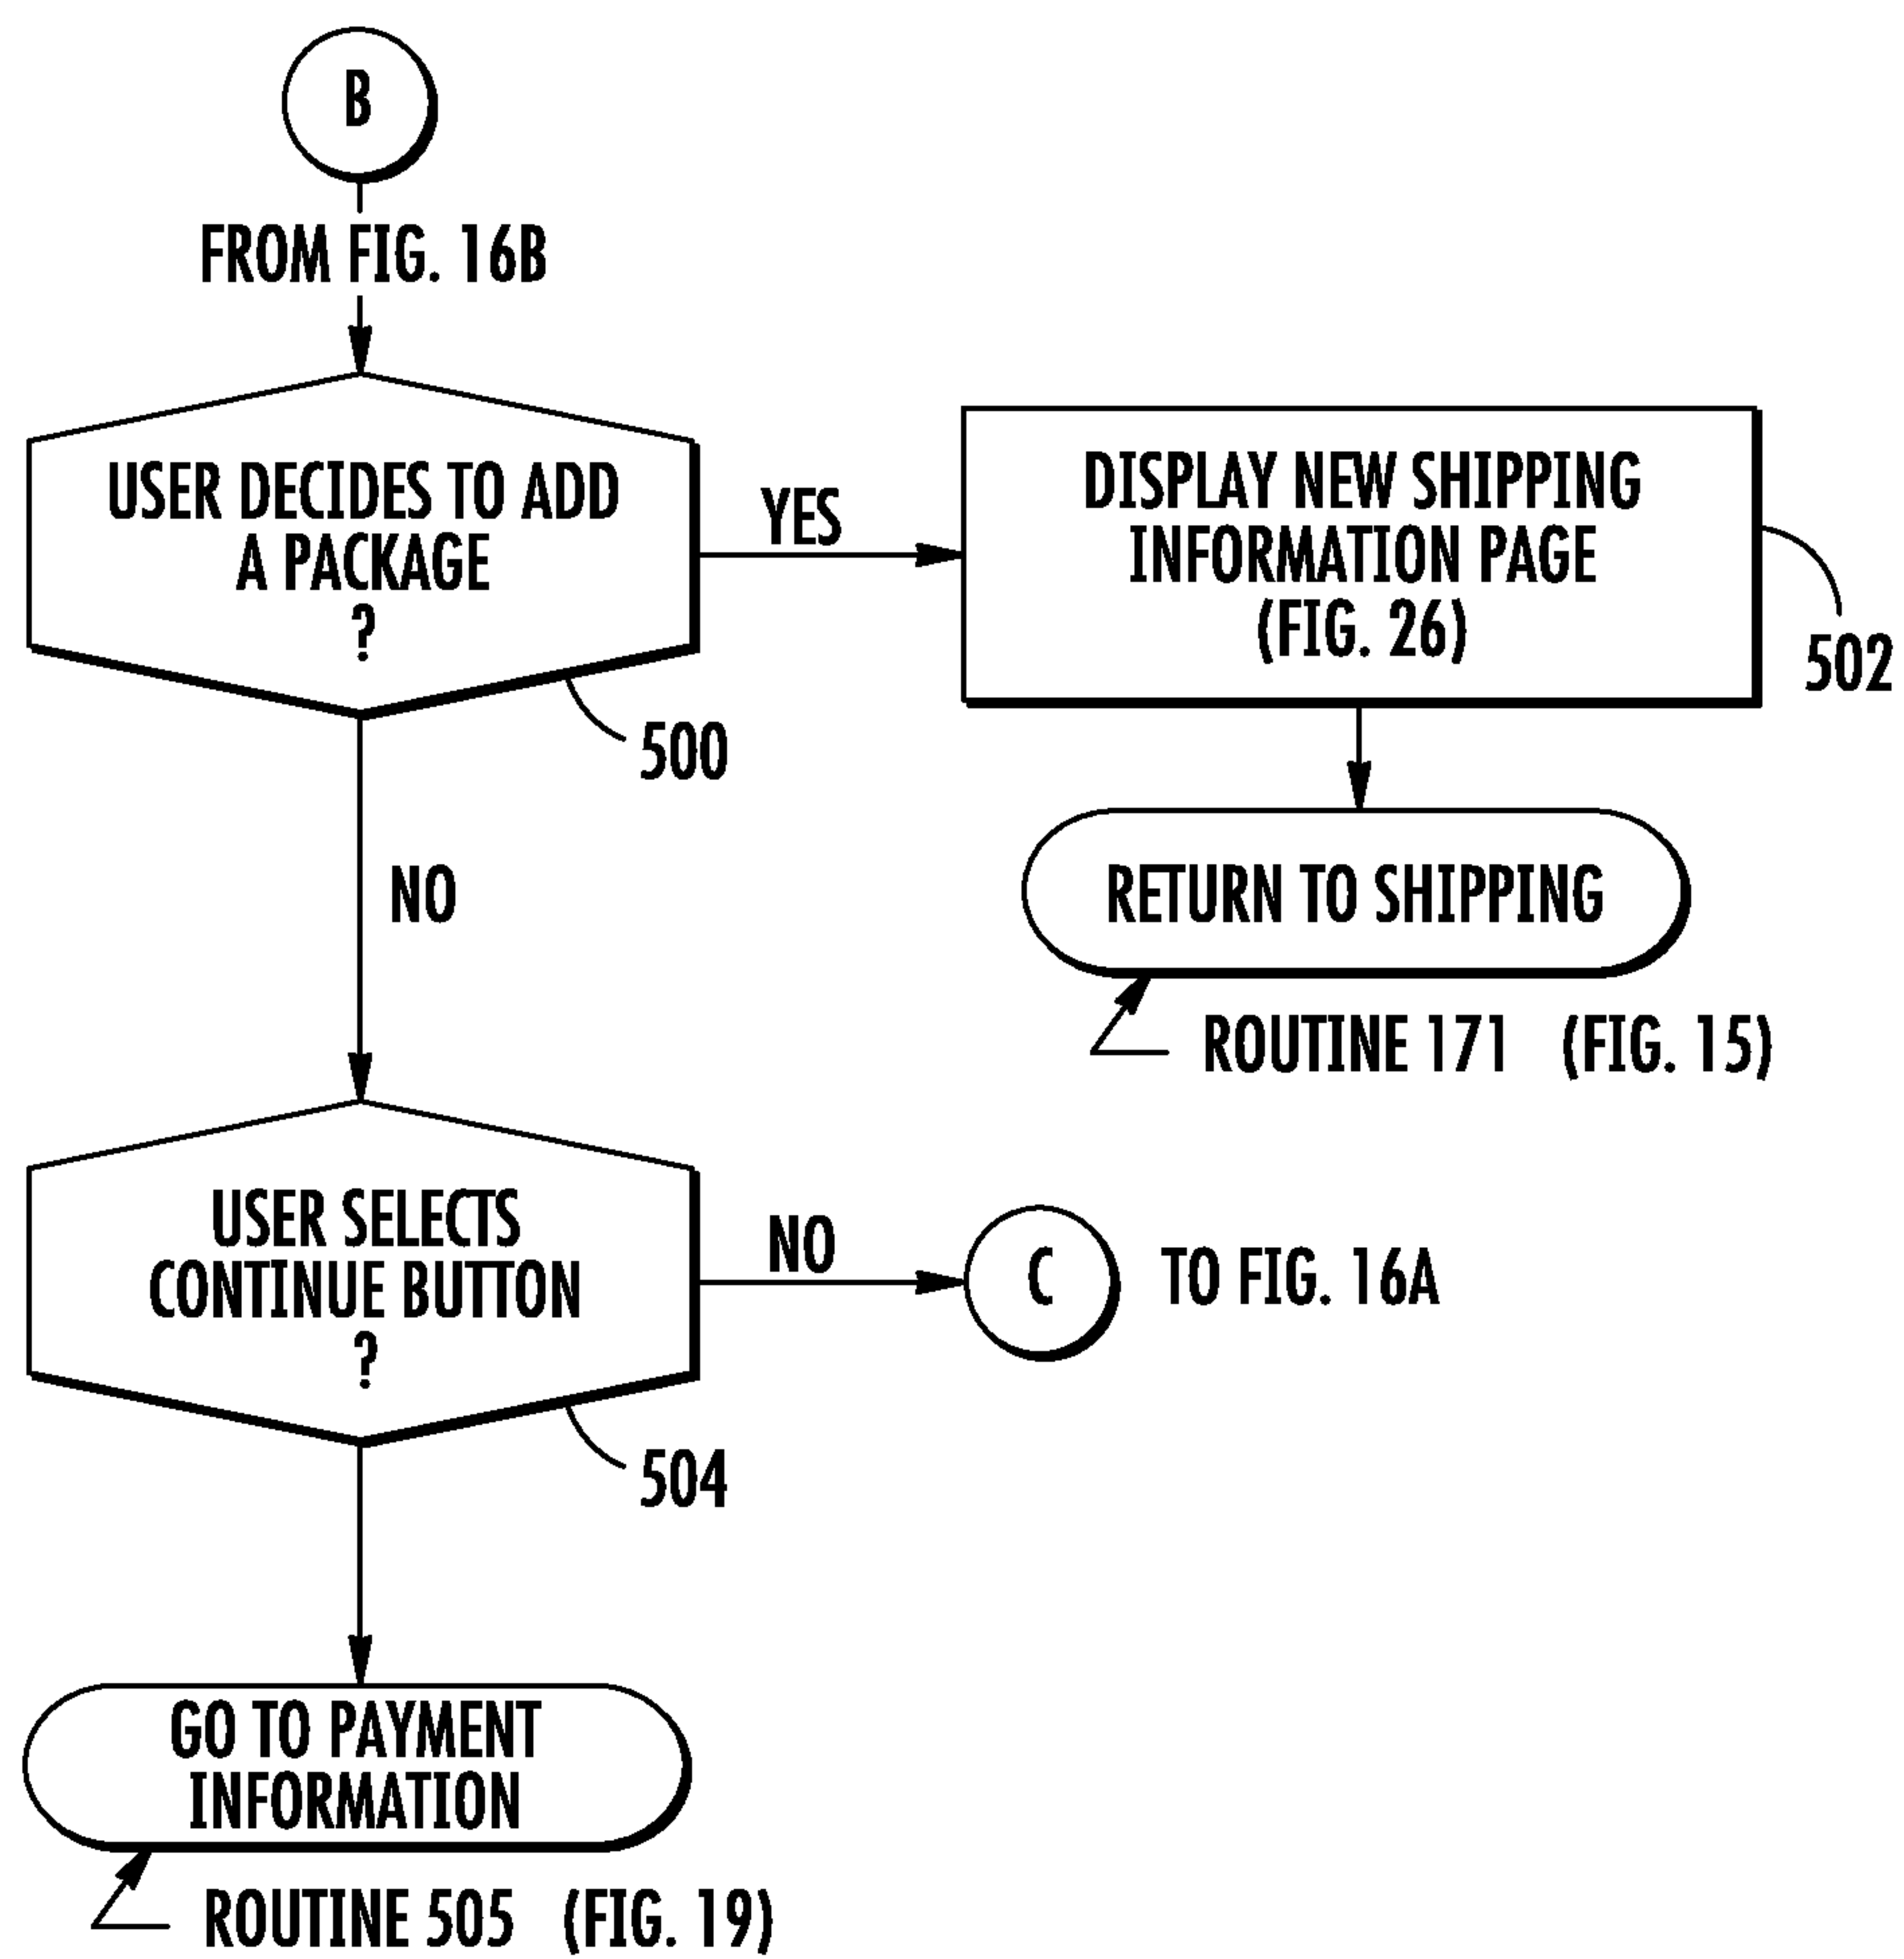 B
FROM FIG. 16B
USER DECIDES TO ADD
A PACKAGE
?
500
YES
DISPLAY NEW SHIPPING
INFORMATION PAGE
(FIG. 26)
502
RETURN TO SHIPPING
ROUTINE 171 (FIG. 15)
NO
USER SELECTS
CONTINUE BUTTON
?
504
NO
C
TO FIG. 16A
GO TO PAYMENT
INFORMATION
ROUTINE 505 (FIG. 19)